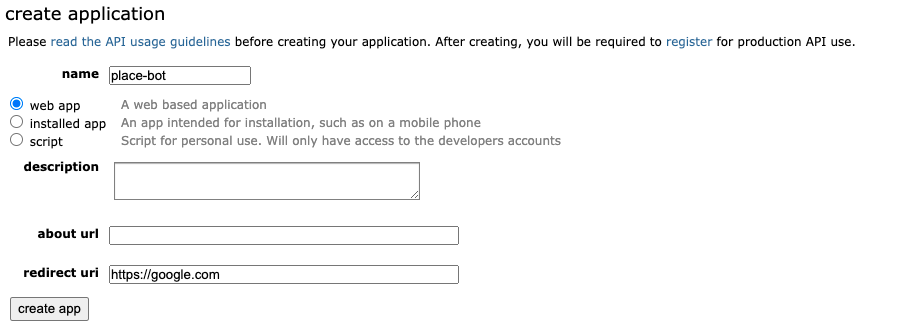 create application
Please read the API usage guidelines before creating your application. After creating, you will be required to register for production API use.
name place-bot
web app A web based application
installed app An app intended for installation, such as on a mobile phone
script Script for personal use. Will only have access to the developers accounts
description
about url
redirect uri https://google.com
create app